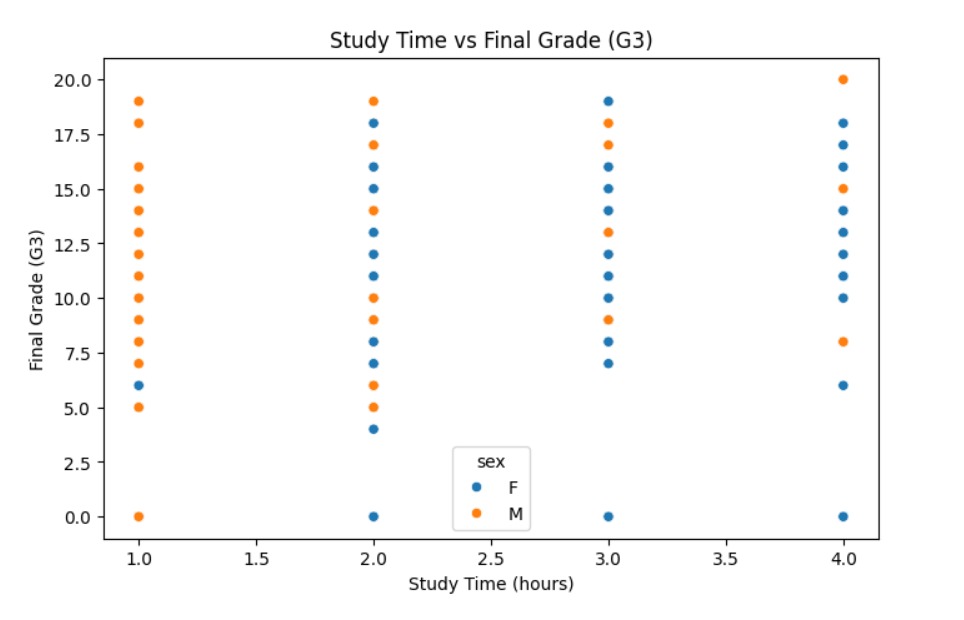 Study Time vs Final Grade (G3)
20.0
17.5
15.0
12.5
10.0
7.5
5.0
2.5
0.0
Final Grade (G3)
sex
F
M
1.0 1.5 2.0 2.5 3.0 3.5 4.0
Study Time (hours)